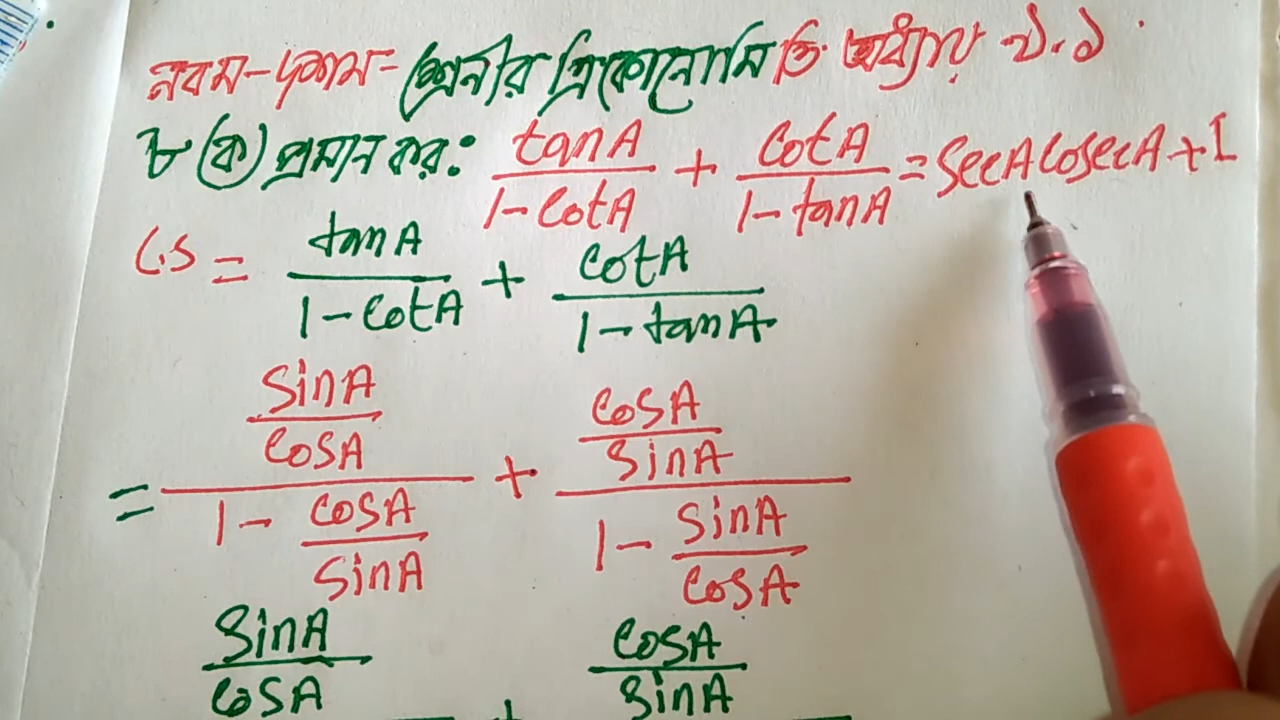 নবম-দশম- শ্রেনীর ত্রিকোনোমিতি অধ্যায় ৯.১
৮ (ক) প্রমান কর: tanA/(1-cotA) + cotA/(1-tanA) = secA cosecA + 1
L.S = tanA/(1-cotA) + cotA/(1-tanA)
= (sinA/cosA)/(1-cosA/sinA) + (cosA/sinA)/(1-sinA/cosA)
sinA/cosA + cosA/sinA